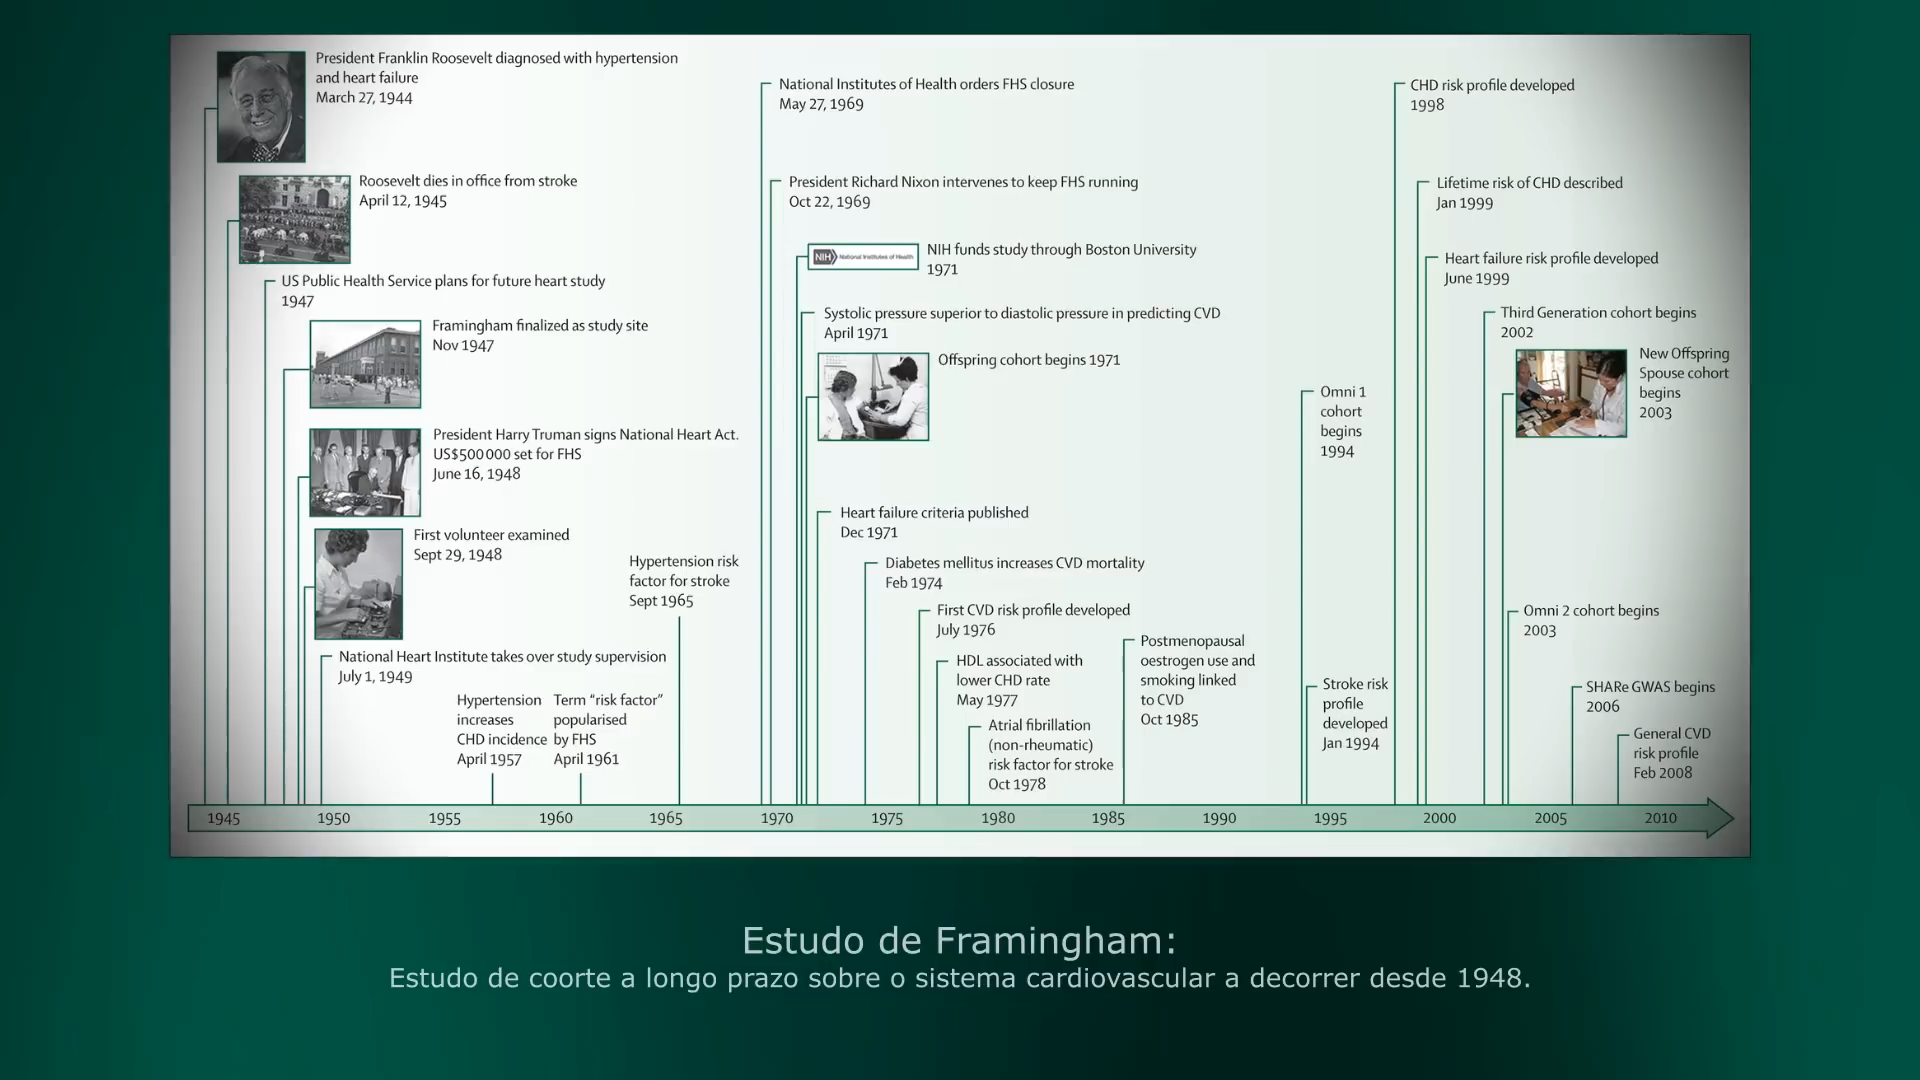 President Franklin Roosevelt diagnosed with hypertension
and heart failure
March 27, 1944
Roosevelt dies in office from stroke
April 12, 1945
US Public Health Service plans for future heart study
1947
Framingham finalized as study site
Nov 1947
President Harry Truman signs National Heart Act.
US$500 000 set for FHS
June 16, 1948
First volunteer examined
Sept 29, 1948
National Heart Institute takes over study supervision
July 1, 1949
Hypertension
increases
CHD incidence
April 1957
Term “risk factor”
popularised
by FHS
April 1961
Hypertension risk
factor for stroke
Sept 1965
National Institutes of Health orders FHS closure
May 27, 1969
President Richard Nixon intervenes to keep FHS running
Oct 22, 1969
NIH National Institutes of Health
NIH funds study through Boston University
1971
Systolic pressure superior to diastolic pressure in predicting CVD
April 1971
Offspring cohort begins 1971
Heart failure criteria published
Dec 1971
Diabetes mellitus increases CVD mortality
Feb 1974
First CVD risk profile developed
July 1976
HDL associated with
lower CHD rate
May 1977
Atrial fibrillation
(non-rheumatic)
risk factor for stroke
Oct 1978
Postmenopausal
oestrogen use and
smoking linked
to CVD
Oct 1985
Omni 1
cohort
begins
1994
Stroke risk
profile
developed
Jan 1994
CHD risk profile developed
1998
Lifetime risk of CHD described
Jan 1999
Heart failure risk profile developed
June 1999
Third Generation cohort begins
2002
New Offspring
Spouse cohort
begins
2003
Omni 2 cohort begins
2003
SHARe GWAS begins
2006
General CVD
risk profile
Feb 2008
1945 1950 1955 1960 1965 1970 1975 1980 1985 1990 1995 2000 2005 2010
Estudo de Framingham:
Estudo de coorte a longo prazo sobre o sistema cardiovascular a decorrer desde 1948.